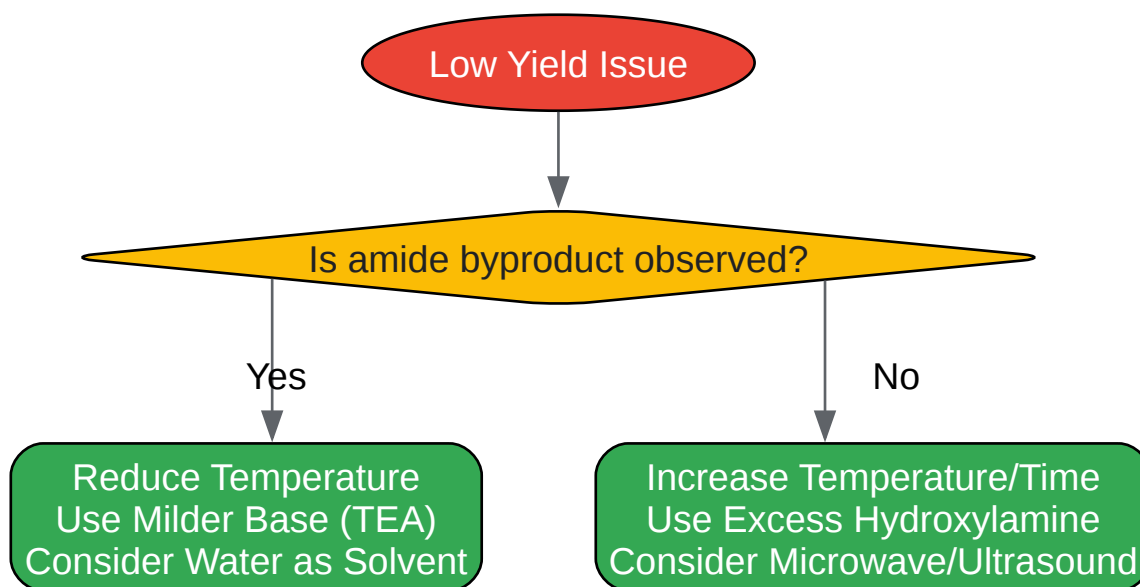 Low Yield Issue
Is amide byproduct observed?
Yes
No
Reduce Temperature
Use Milder Base (TEA)
Consider Water as Solvent
Increase Temperature/Time
Use Excess Hydroxylamine
Consider Microwave/Ultrasound